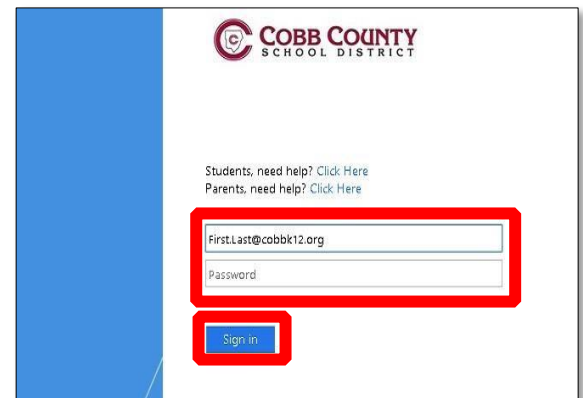 C
COBB COUNTY
SCHOOL DISTRICT
Students, need help? Click Here
Parents, need help? Click Here
First.Last@cobbk12.org
Password
Sign in